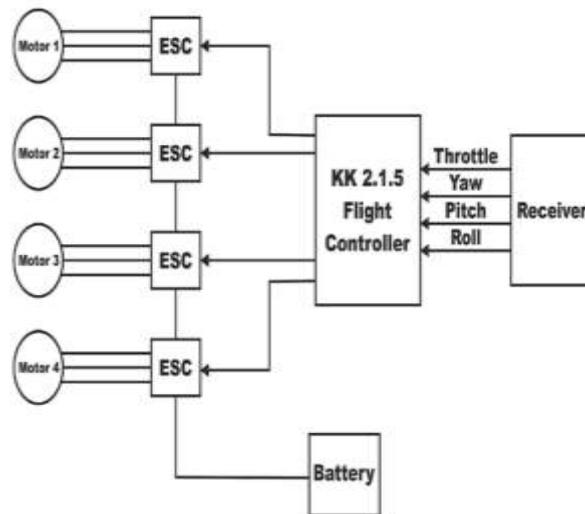 Motor 1
ESC
Motor 2
ESC
Motor 3
ESC
Motor 4
ESC
KK 2.1.5
Flight
Controller
Throttle
Yaw
Pitch
Roll
Receiver
Battery